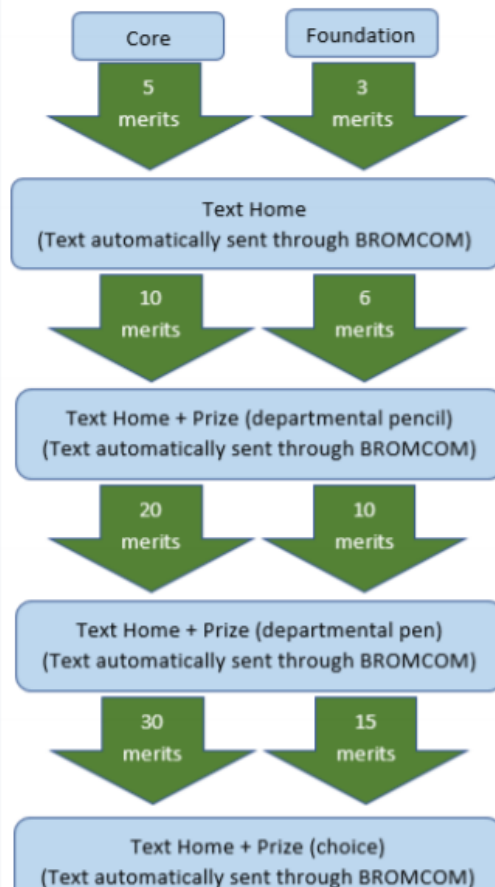 Core
Foundation
5
merits
3
merits
Text Home
(Text automatically sent through BROMCOM)
10
merits
6
merits
Text Home + Prize (departmental pencil)
(Text automatically sent through BROMCOM)
20
merits
10
merits
Text Home + Prize (departmental pen)
(Text automatically sent through BROMCOM)
30
merits
15
merits
Text Home + Prize (choice)
(Text automatically sent through BROMCOM)